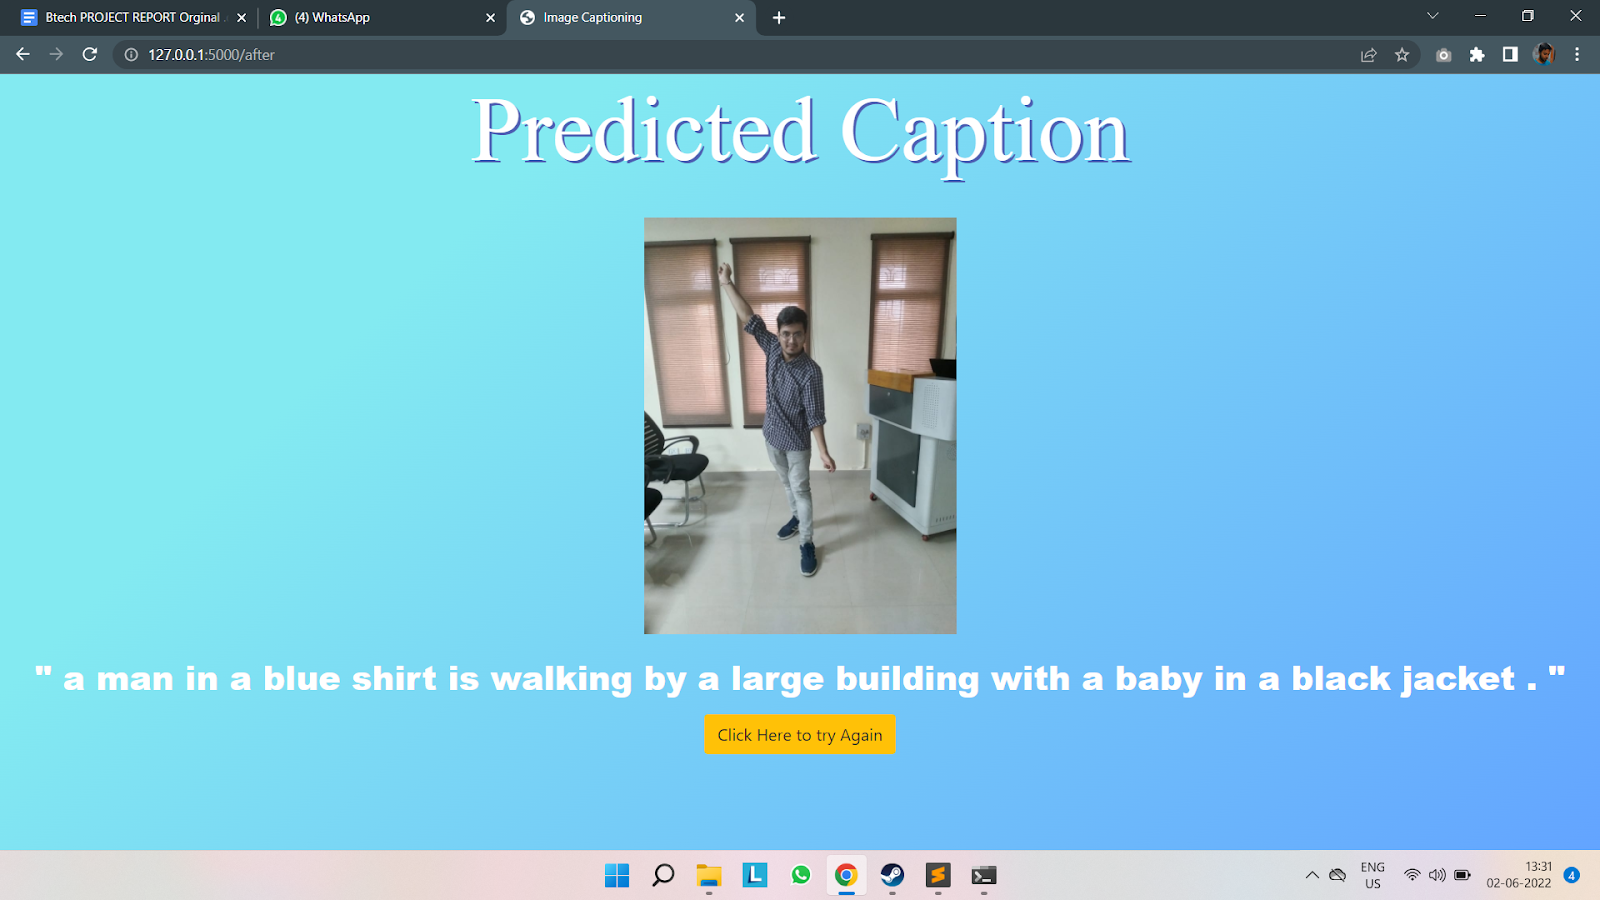 Btech PROJECT REPORT Orginal
(4) WhatsApp
Image Captioning
127.0.0.1:5000/after
Predicted Caption
" a man in a blue shirt is walking by a large building with a baby in a black jacket . "
Click Here to try Again
ENG
US
13:31
02-06-2022
4